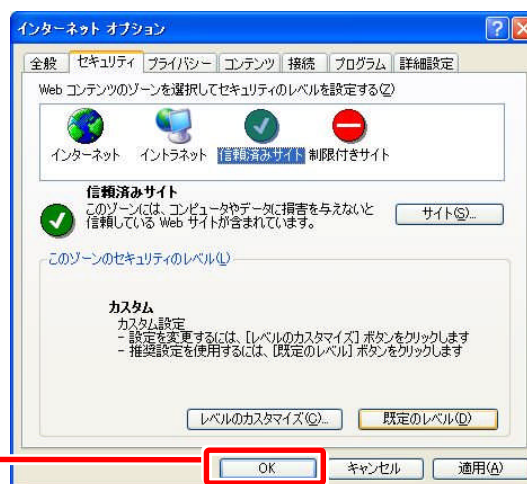 インターネット オプション
全般 セキュリティ プライバシー コンテンツ 接続 プログラム 詳細設定
Web コンテンツのゾーンを選択してセキュリティのレベルを設定する(Z)
インターネット イントラネット 信頼済みサイト 制限付きサイト
信頼済みサイト
このゾーンには、コンピュータやデータに損害を与えないと
信頼している Web サイトが含まれています。
サイト(S)...
このゾーンのセキュリティのレベル(L)
カスタム
カスタム設定
- 設定を変更するには、[レベルのカスタマイズ] ボタンをクリックします
- 推奨設定を使用するには、[既定のレベル] ボタンをクリックします
レベルのカスタマイズ(C)... 既定のレベル(D)
OK キャンセル 適用(A)